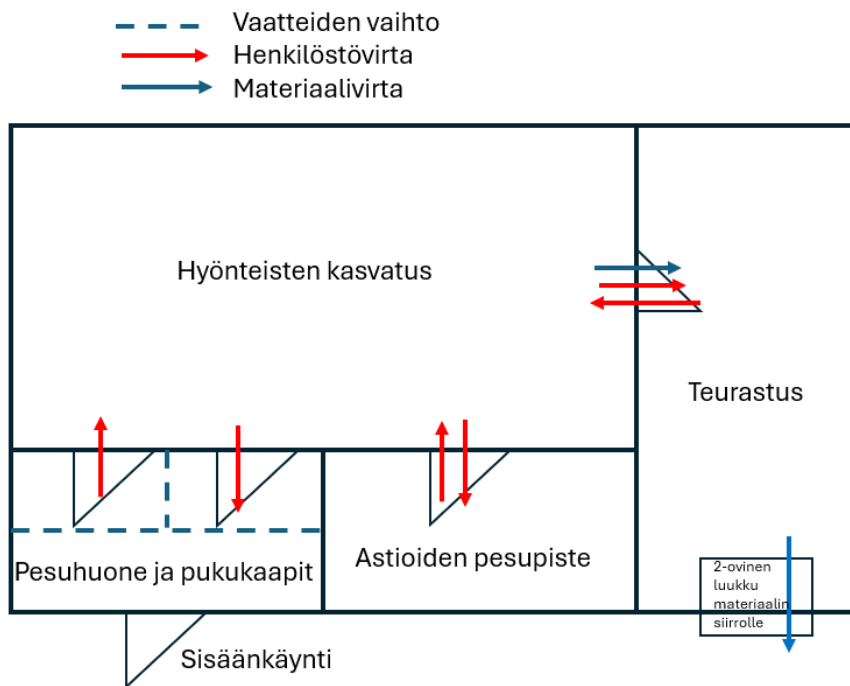 Vaatteiden vaihto
Henkilöstövirta
Materiaalivirta
Hyönteisten kasvatus
Teurastus
Pesuhuone ja pukukaapit
Astioiden pesupiste
2-ovinen
luukku
materiaalin
siirrolle
Sisäänkäynti